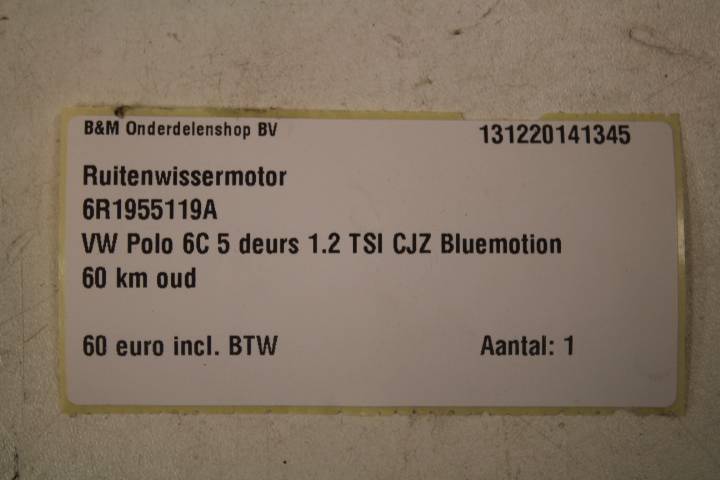 B&M Onderdelenshop BV 131220141345
Ruitenwissermotor
6R1955119A
VW Polo 6C 5 deurs 1.2 TSI CJZ Bluemotion
60 km oud
60 euro incl. BTW Aantal: 1